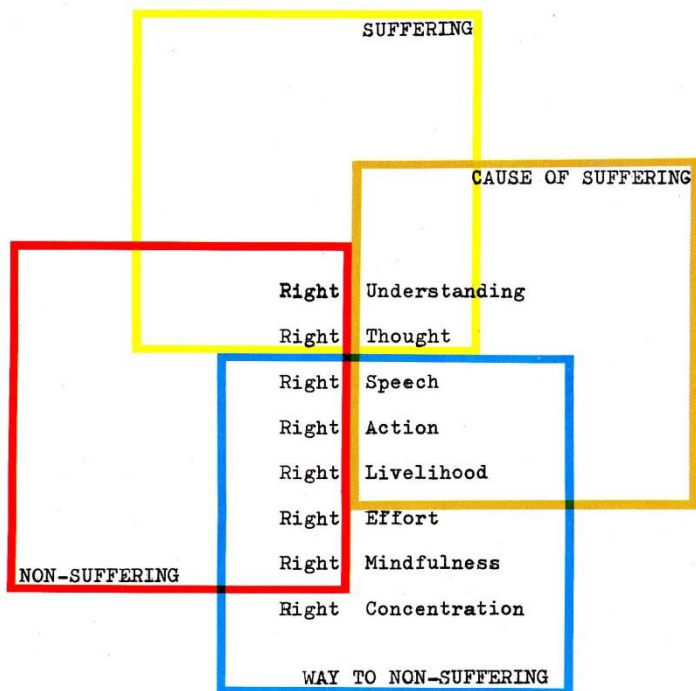 SUFFERING
CAUSE OF SUFFERING
Right Understanding
Right Thought
Right Speech
Right Action
Right Livelihood
Right Effort
Right Mindfulness
NON-SUFFERING
Right Concentration
WAY TO NON-SUFFERING